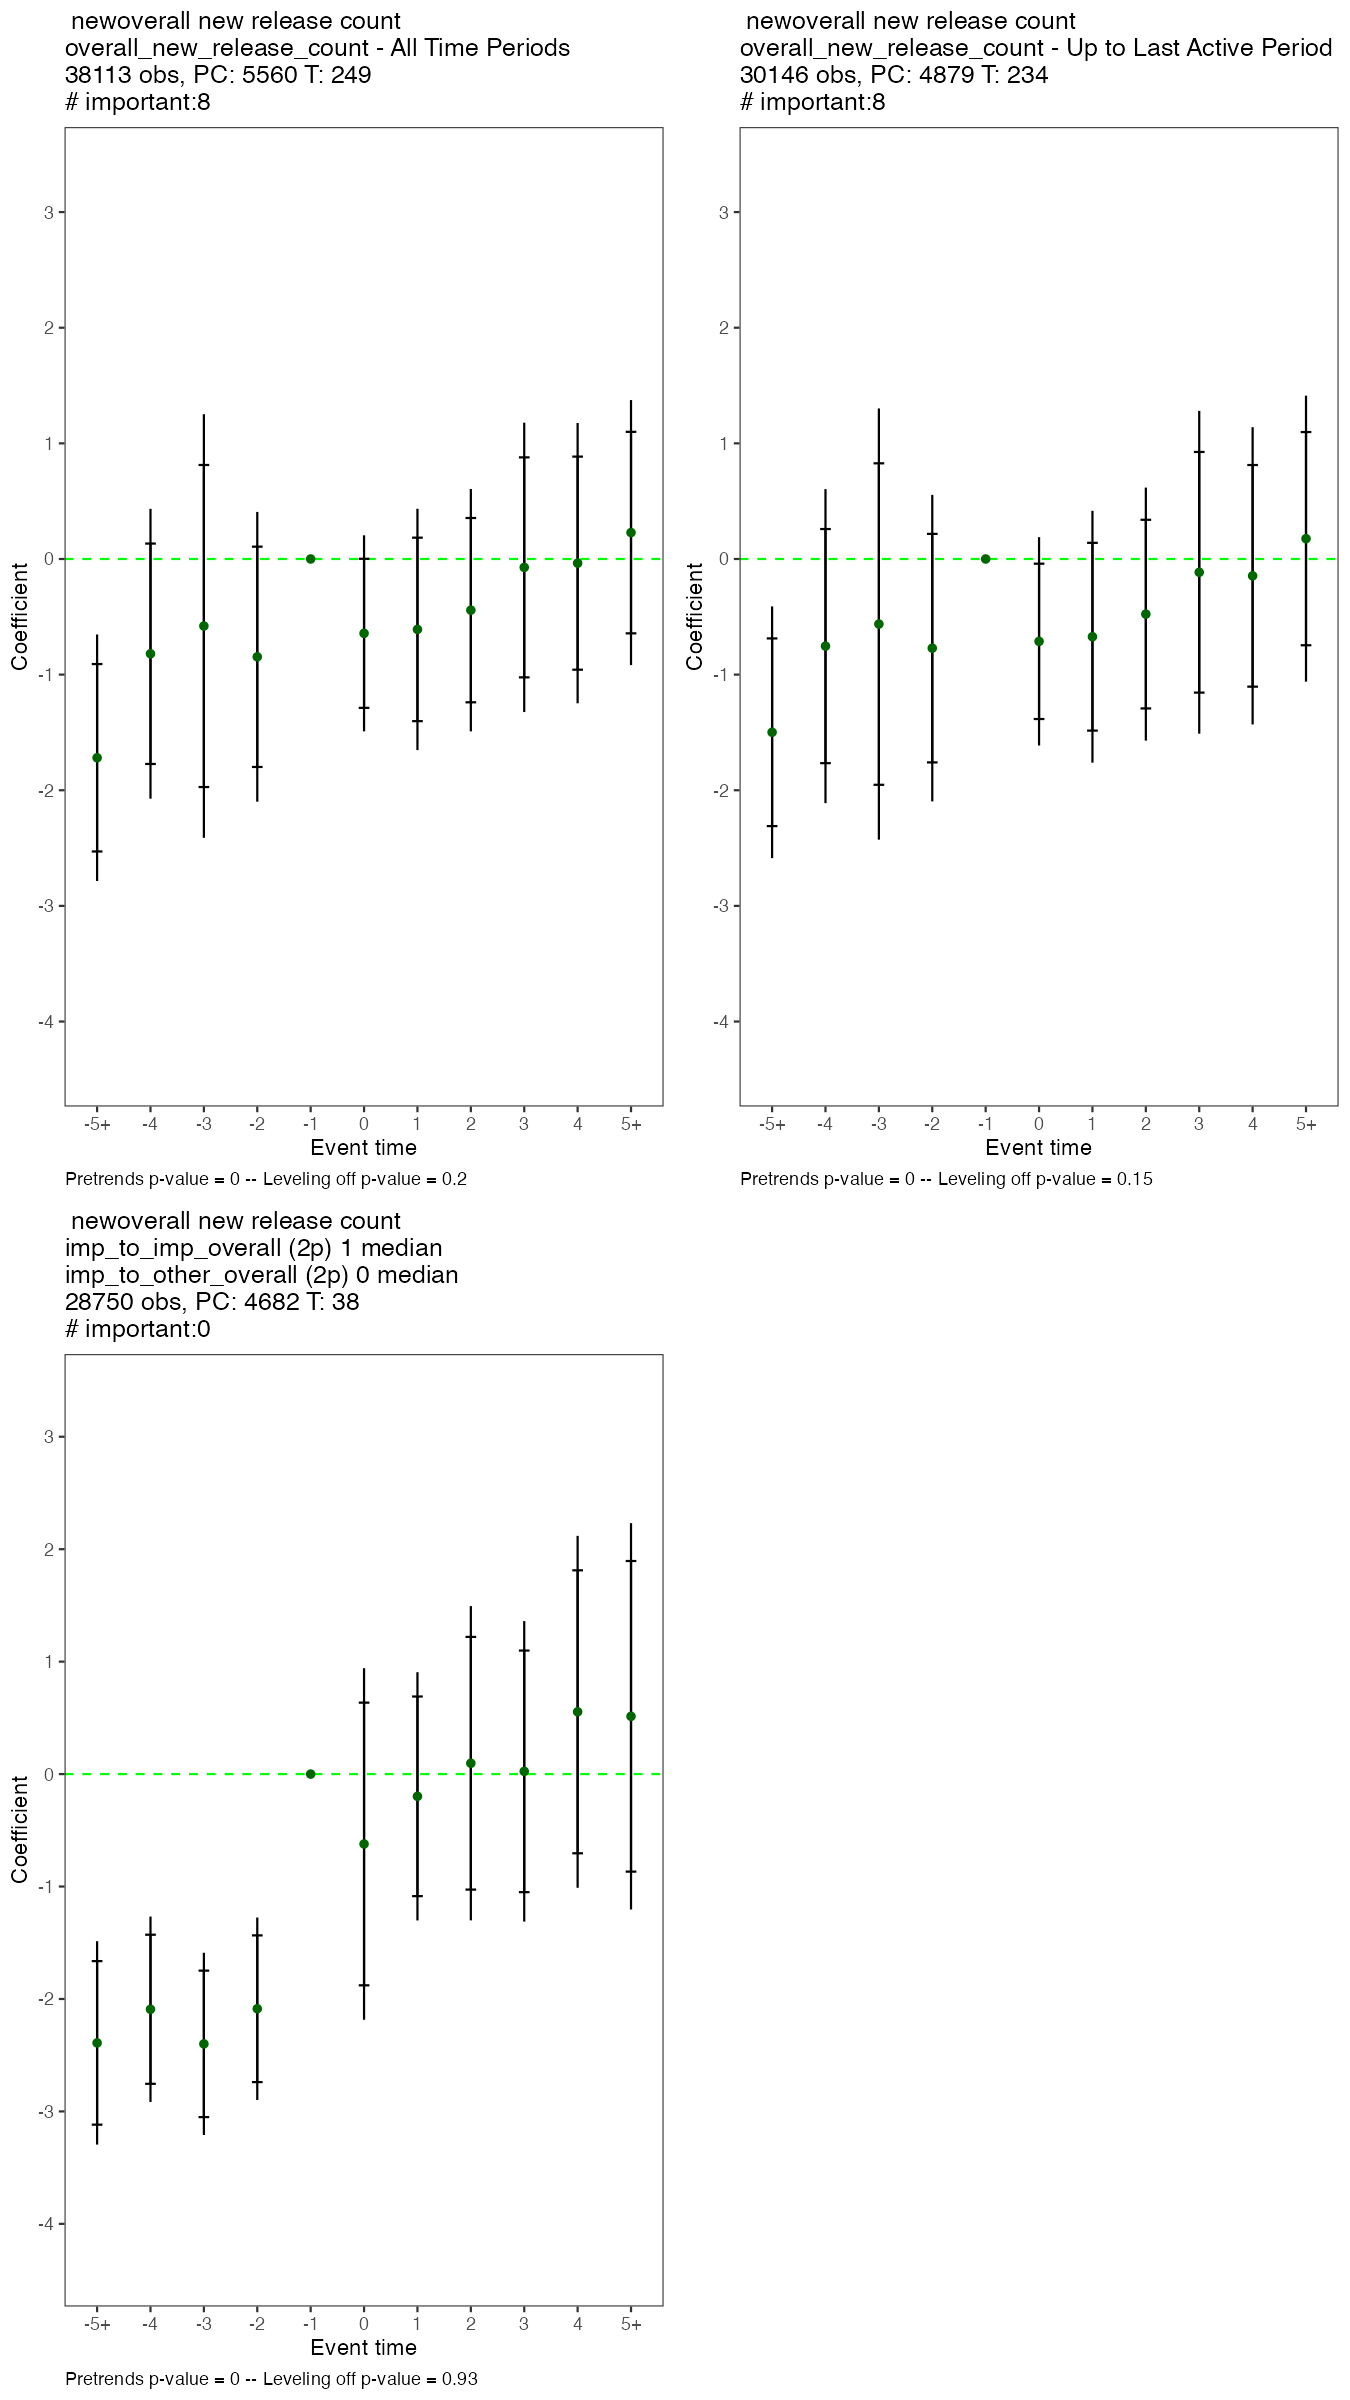 newoverall new release count
overall_new_release_count - All Time Periods
38113 obs, PC: 5560 T: 249
# important:8
3
2
1
0
-1
-2
-3
-4
Coefficient
-5+ -4 -3 -2 -1 0 1 2 3 4 5+
Event time
Pretrends p-value = 0 -- Leveling off p-value = 0.2
newoverall new release count
overall_new_release_count - Up to Last Active Period
30146 obs, PC: 4879 T: 234
# important:8
3
2
1
0
-1
-2
-3
-4
Coefficient
-5+ -4 -3 -2 -1 0 1 2 3 4 5+
Event time
Pretrends p-value = 0 -- Leveling off p-value = 0.15
newoverall new release count
imp_to_imp_overall (2p) 1 median
imp_to_other_overall (2p) 0 median
28750 obs, PC: 4682 T: 38
# important:0
3
2
1
0
-1
-2
-3
-4
Coefficient
-5+ -4 -3 -2 -1 0 1 2 3 4 5+
Event time
Pretrends p-value = 0 -- Leveling off p-value = 0.93